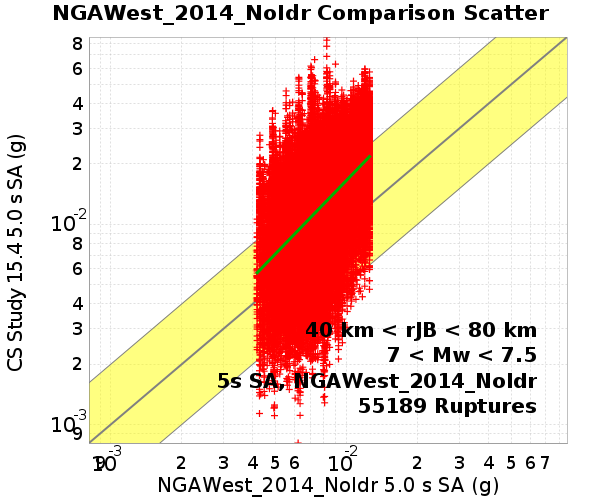 NGAWest_2014_NoIdr Comparison Scatter
CS Study 15.4 5.0 s SA (g)
8
6
4
3
2
10-2
8
6
4
3
2
10-3
9
40 km < rJB < 80 km
7 < Mw < 7.5
5s SA, NGAWest_2014_NoIdr
55189 Ruptures
9 10-3 2 3 4 5 6 10-2 2 3 4 5 6 7
NGAWest_2014_NoIdr 5.0 s SA (g)